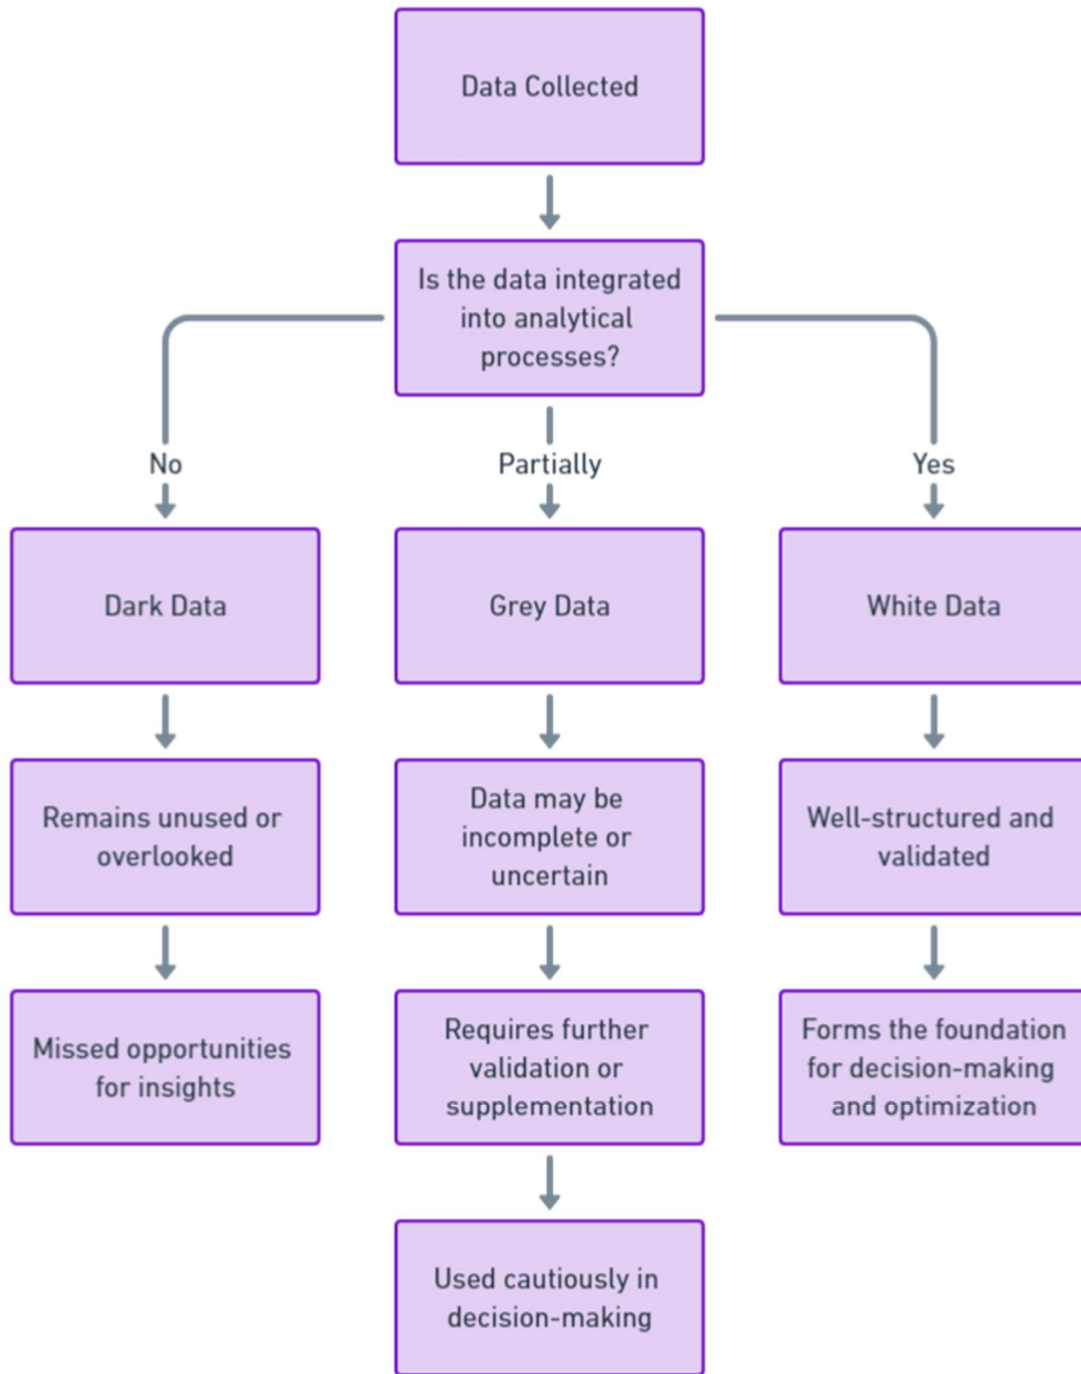 Data Collected
Is the data integrated
into analytical
processes?
No
Partially
Yes
Dark Data
Grey Data
White Data
Remains unused or
overlooked
Data may be
incomplete or
uncertain
Well-structured and
validated
Missed opportunities
for insights
Requires further
validation or
supplementation
Forms the foundation
for decision-making
and optimization
Used cautiously in
decision-making